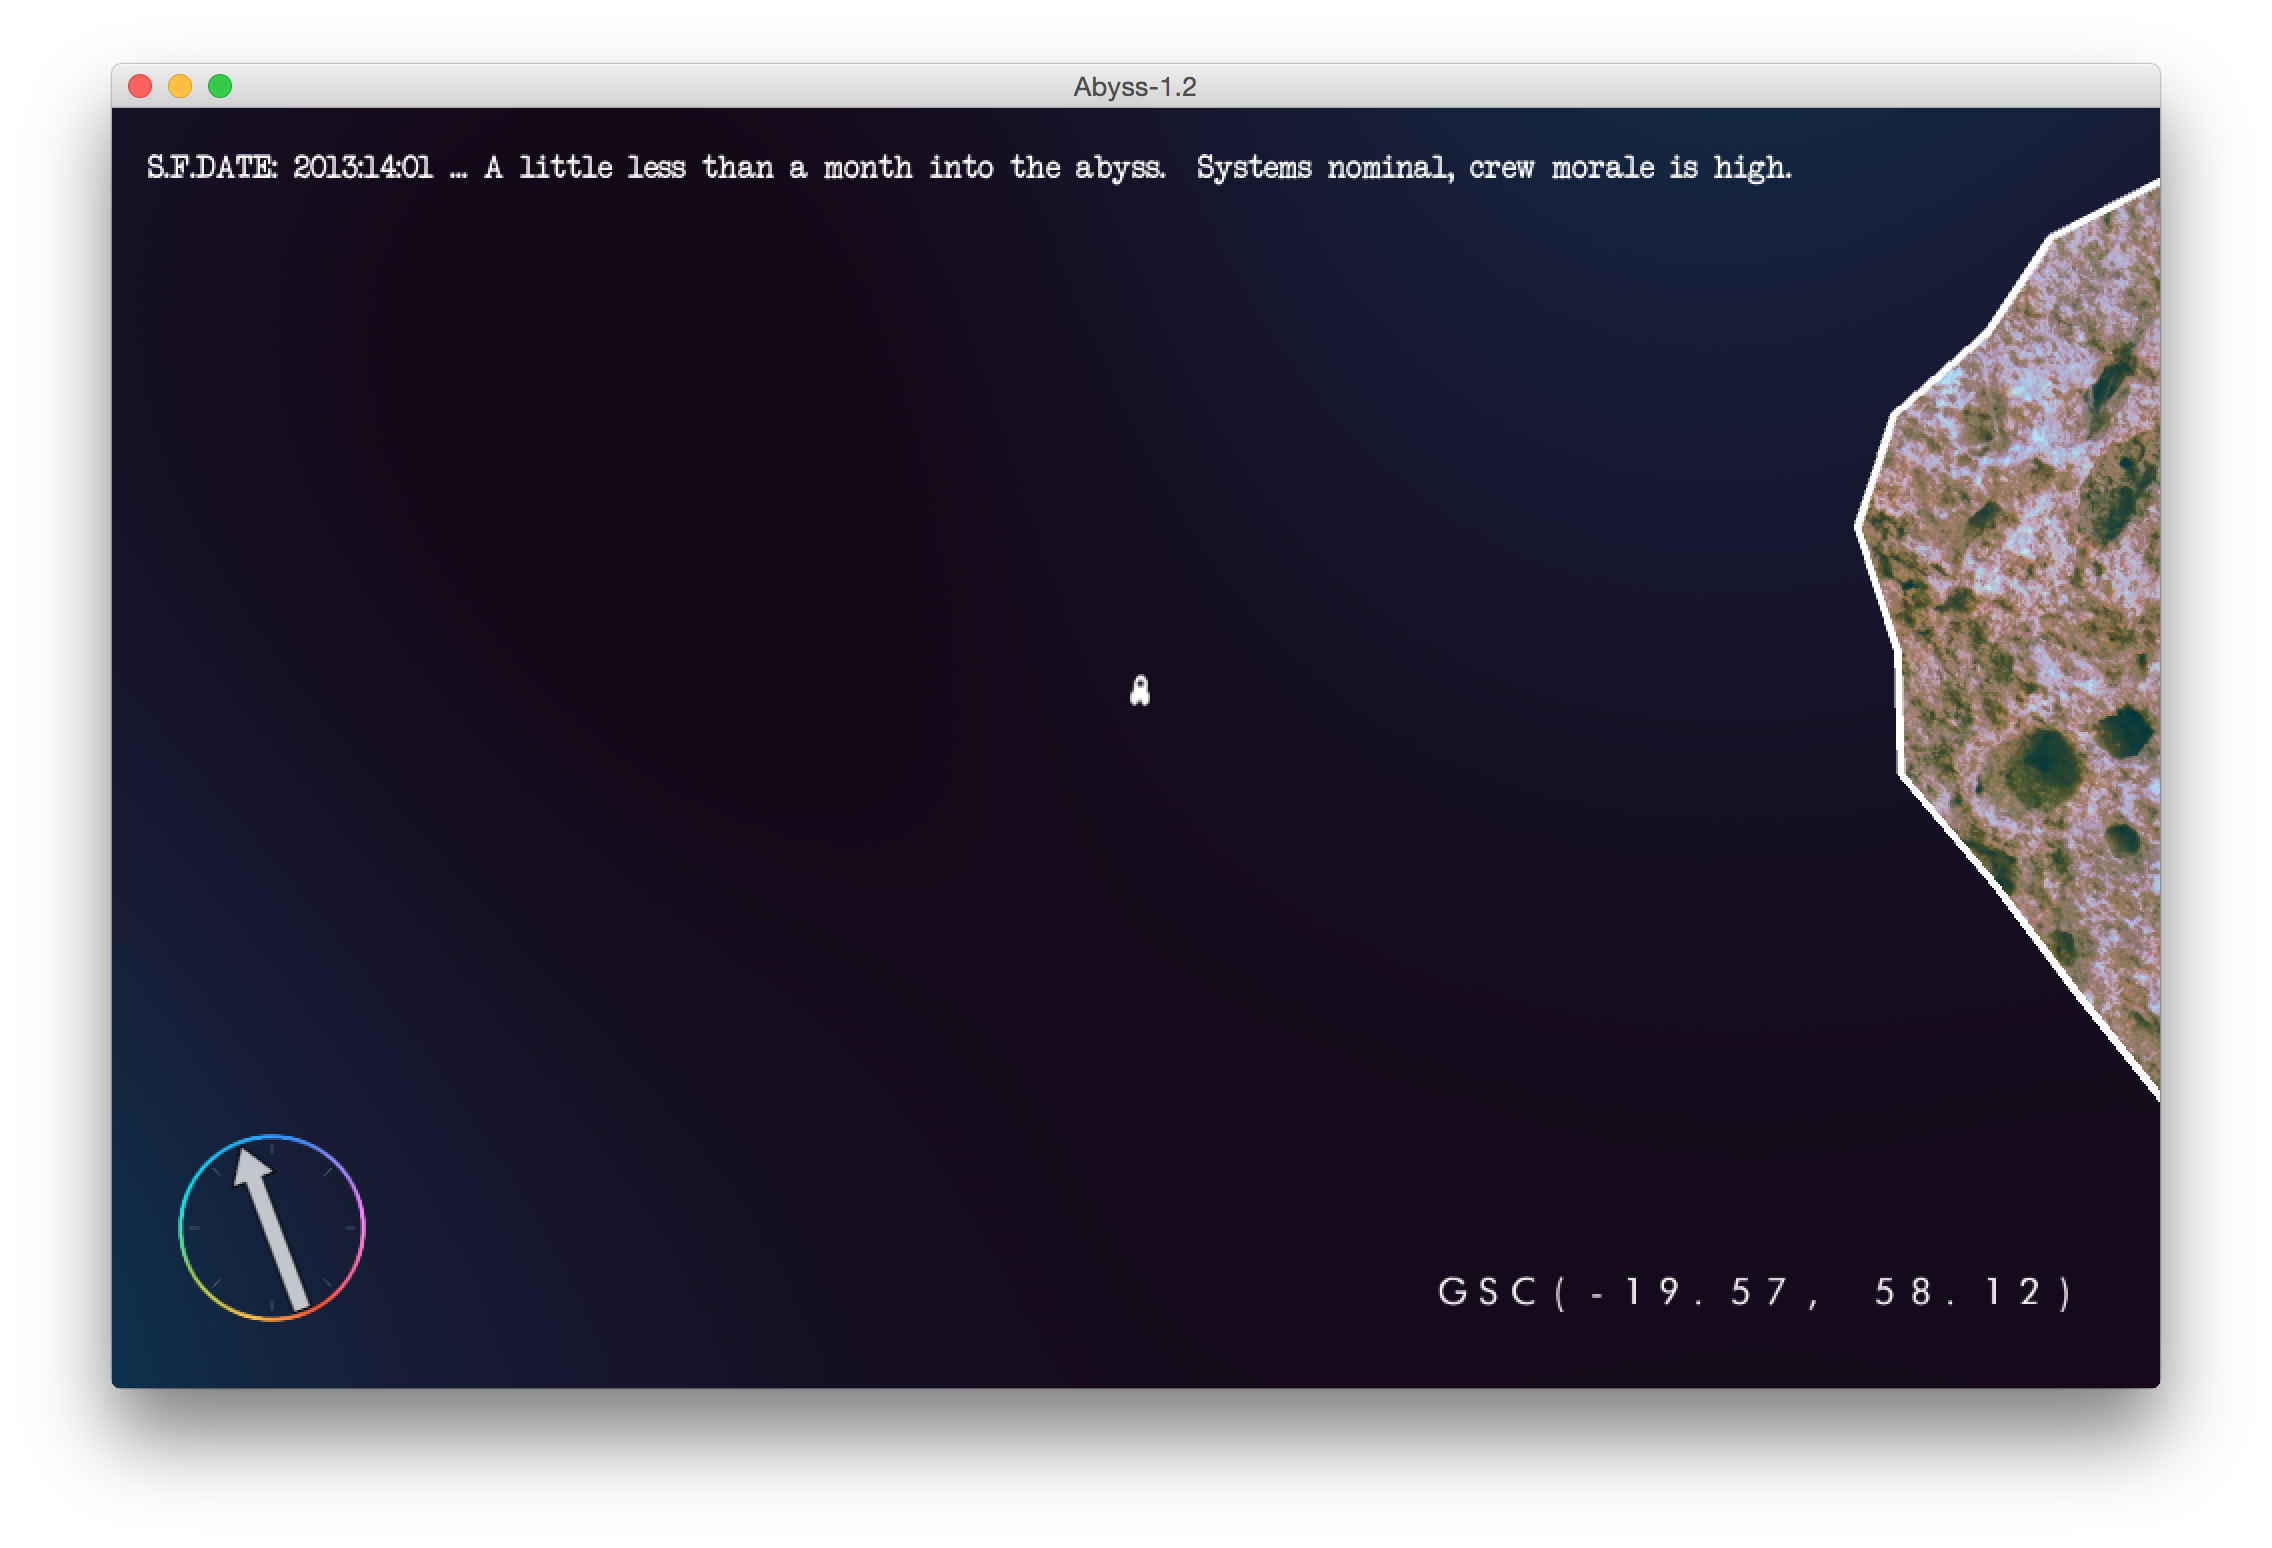 Abyss-1.2
S.F.DATE: 2013:14:01 ... A little less than a month into the abyss.  Systems nominal, crew morale is high.
GSC(-19.57, 58.12)